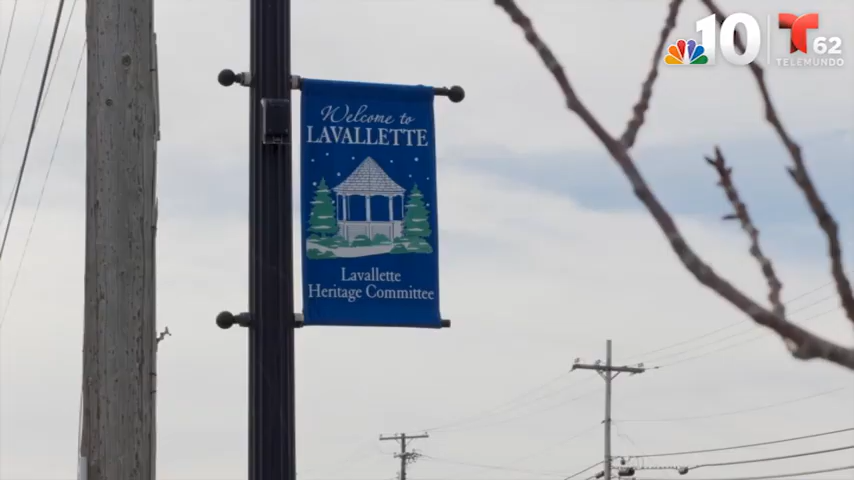 10
62
TELEMUNDO
Welcome to
LAVALLETTE
Lavallette
Heritage Committee